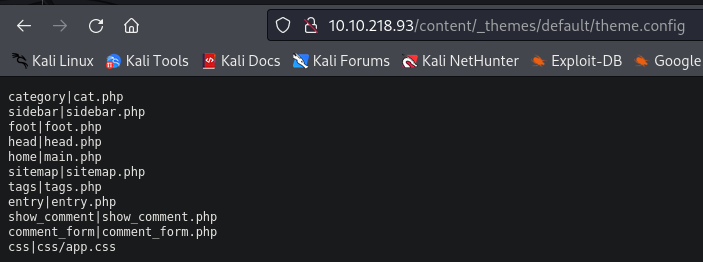 10.10.218.93/content/_themes/default/theme.config
Kali Linux Kali Tools Kali Docs Kali Forums Kali NetHunter Exploit-DB Google
category|cat.php
sidebar|sidebar.php
foot|foot.php
head|head.php
home|main.php
sitemap|sitemap.php
tags|tags.php
entry|entry.php
show_comment|show_comment.php
comment_form|comment_form.php
css|css/app.css